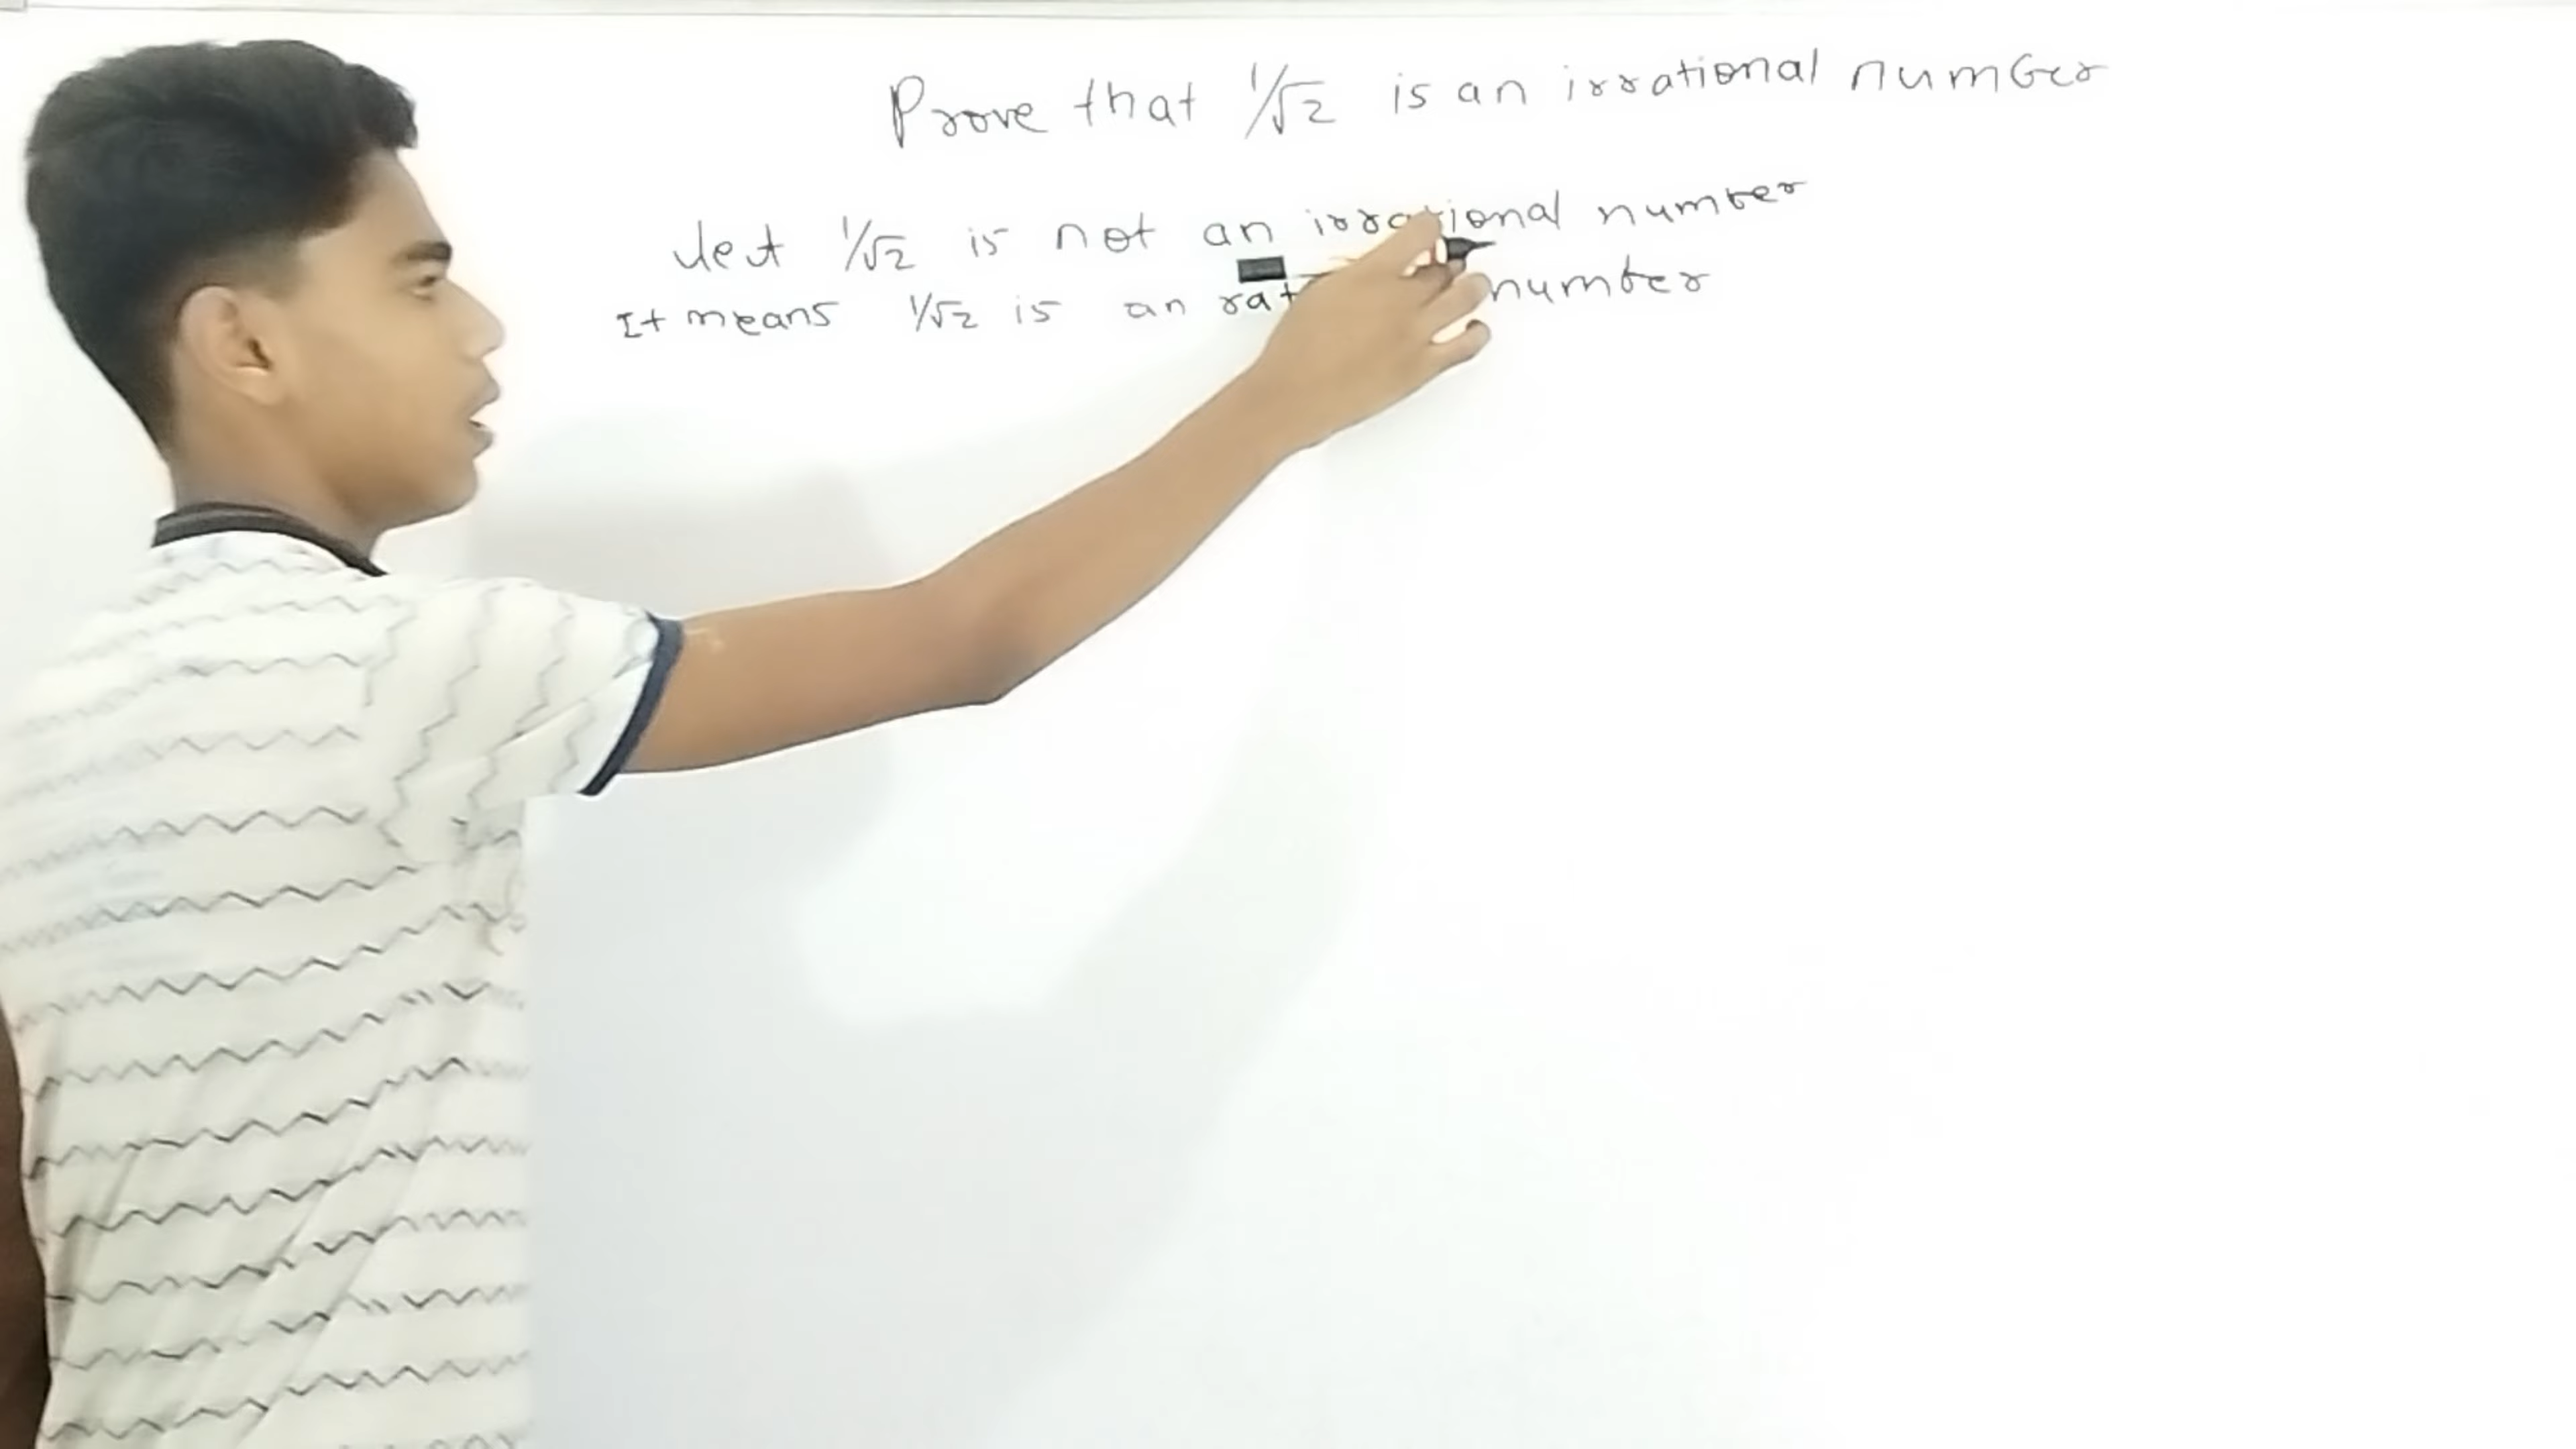 Prove that 1/√2 is an irrational number
Let 1/√2 is not an irrational number
It means 1/√2 is an rat number